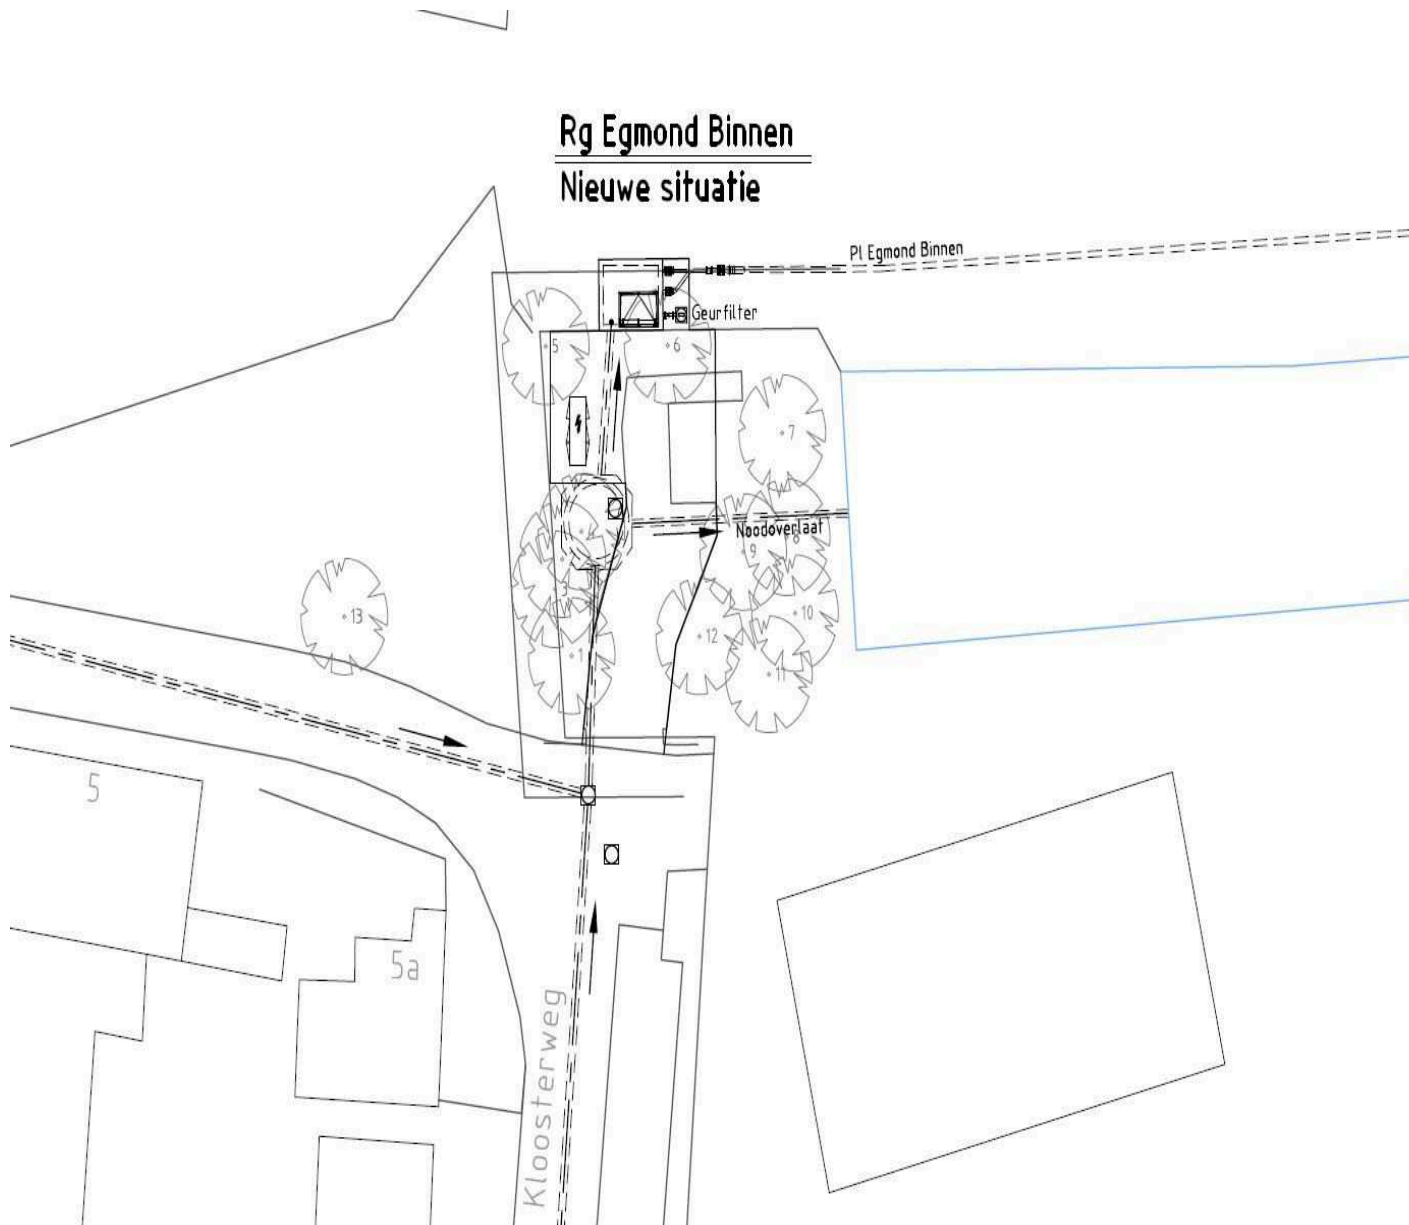 Rg Egmond Binnen
Nieuwe situatie
Pl Egmond Binnen
Geurfilter
5
6
7
Noodoverlaat
8
9
3
10
13
12
1
11
5
5a
Kloosterweg